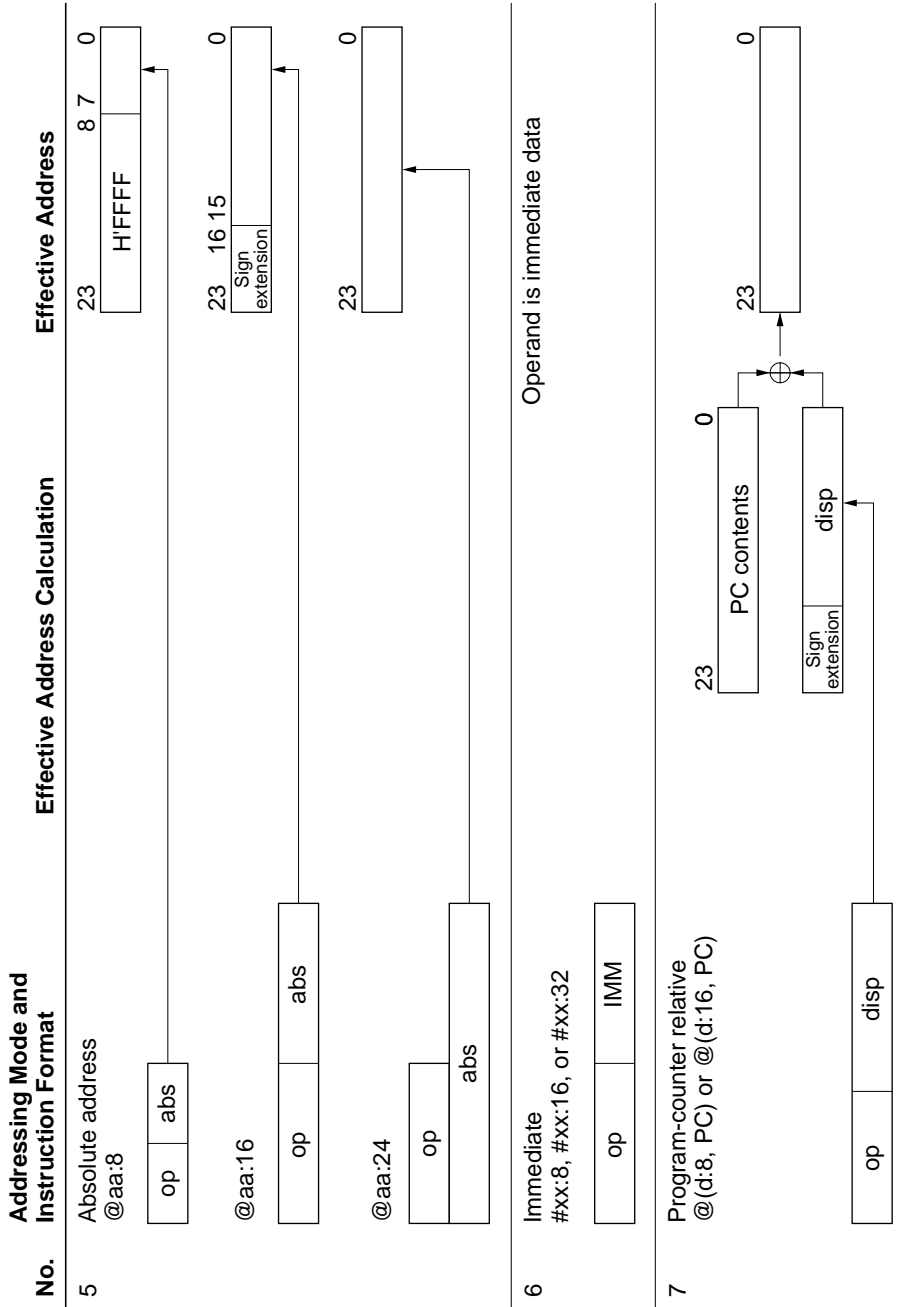 No. Addressing Mode and Instruction Format Effective Address Calculation Effective Address
5 Absolute address
@aa:8
op abs
23 8 7 0
H'FFFF
@aa:16
op abs
23 16 15 0
Sign extension
@aa:24
op
abs
23 0
6 Immediate
#xx:8, #xx:16, or #xx:32
op IMM
Operand is immediate data
7 Program-counter relative
@(d:8, PC) or @(d:16, PC)
op disp
23 0
PC contents
Sign extension
disp
23 0